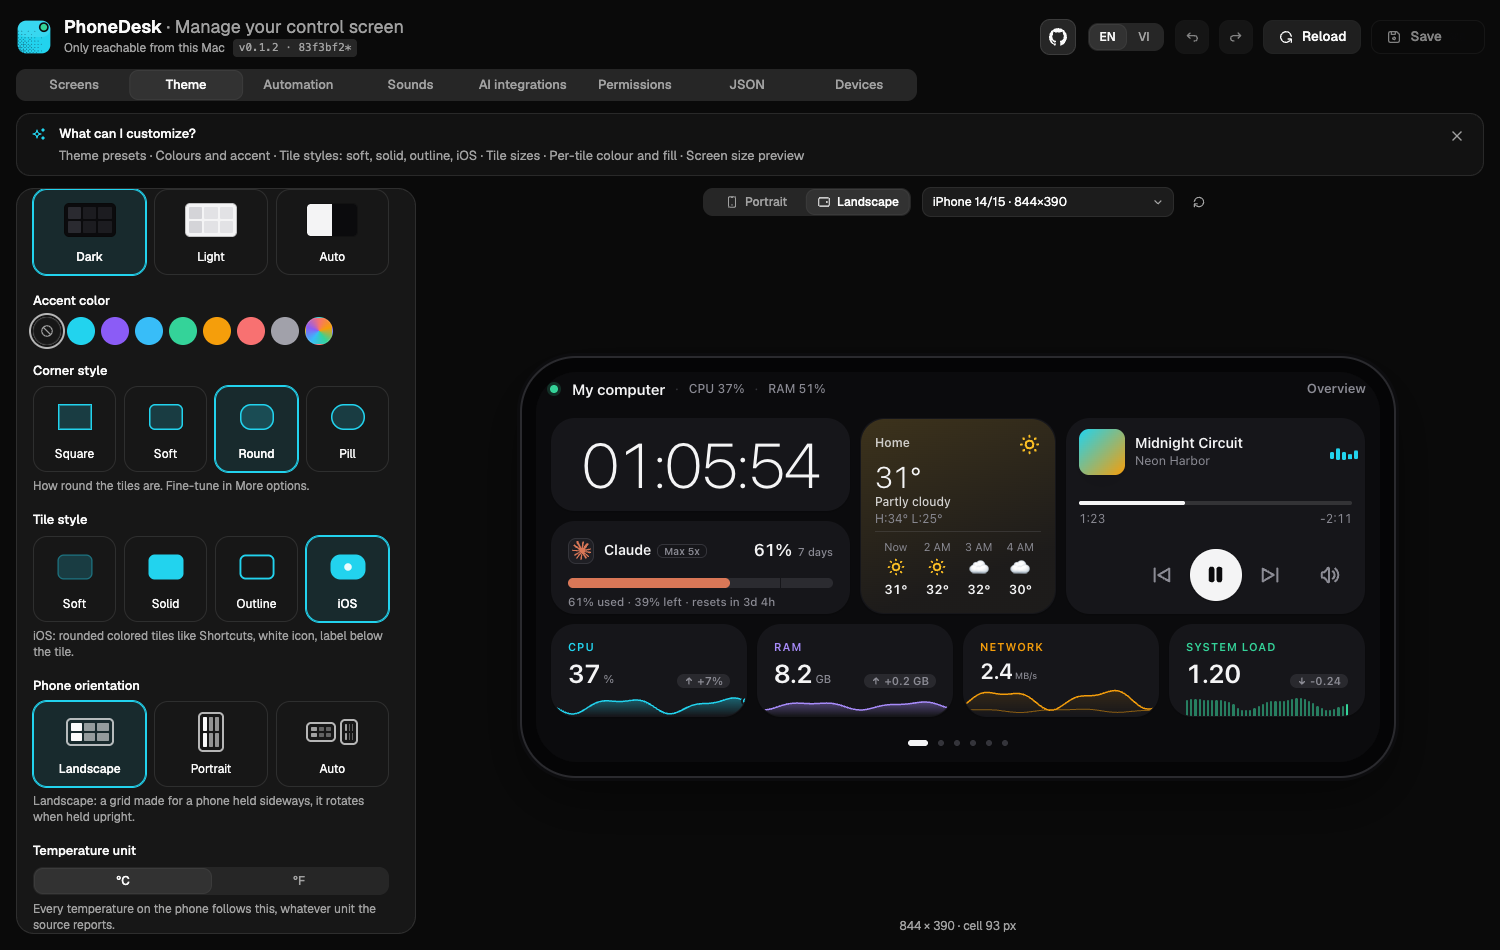 PhoneDesk · Manage your control screen
Only reachable from this Mac v0.1.2 · 83f3bf2*
EN VI
Reload
Save
Screens Theme Automation Sounds AI integrations Permissions JSON Devices
What can I customize?
Theme presets · Colours and accent · Tile styles: soft, solid, outline, iOS · Tile sizes · Per-tile colour and fill · Screen size preview
Dark Light Auto
Accent color
Corner style
Square Soft Round Pill
How round the tiles are. Fine-tune in More options.
Tile style
Soft Solid Outline iOS
iOS: rounded colored tiles like Shortcuts, white icon, label below
the tile.
Phone orientation
Landscape Portrait Auto
Landscape: a grid made for a phone held sideways, it rotates
when held upright.
Temperature unit
°C °F
Every temperature on the phone follows this, whatever unit the
source reports.
Portrait Landscape iPhone 14/15 · 844×390
My computer · CPU 37% · RAM 51% Overview
01:05:54
Claude Max 5x 61% 7 days
61% used · 39% left · resets in 3d 4h
Home
31°
Partly cloudy
H:34° L:25°
Now 2 AM 3 AM 4 AM
31° 32° 32° 30°
Midnight Circuit
Neon Harbor
1:23 -2:11
CPU
37 % ↑ +7%
RAM
8.2 GB ↑ +0.2 GB
NETWORK
2.4 MB/s
SYSTEM LOAD
1.20 ↓ -0.24
844 × 390 · cell 93 px